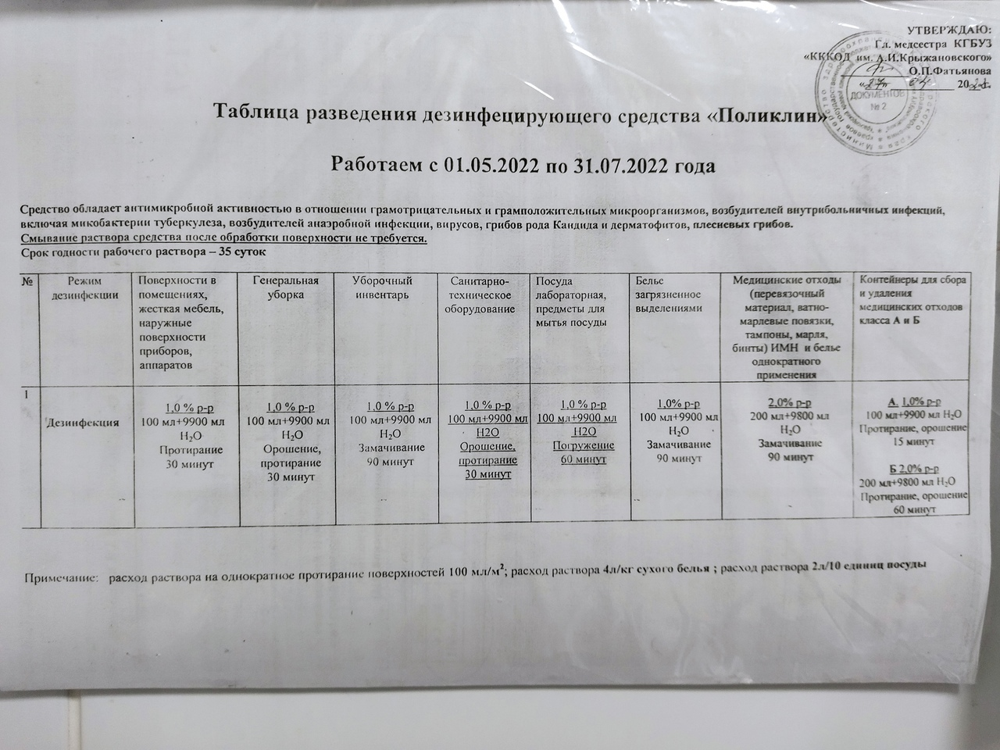 УТВЕРЖДАЮ:
Гл. медсестра КГБУЗ
«КККОД им. А.И.Крыжановского»
О.П.Фатьянова
«27» 04 20
ДОКУМЕНТОВ
№ 2
Таблица разведения дезинфецирующего средства «Поликлин»
Работаем с 01.05.2022 по 31.07.2022 года
Средство обладает антимикробной активностью в отношении грамотрицательных и грамположительных микроорганизмов, возбудителей внутрибольничных инфекций,
включая микобактерии туберкулеза, возбудителей анаэробной инфекции, вирусов, грибов рода Кандида и дерматофитов, плесневых грибов.
Смывание раствора средства после обработки поверхности не требуется.
Срок годности рабочего раствора – 35 суток
№
Режим
дезинфекции
Поверхности в
помещениях,
жесткая мебель,
наружные
поверхности
приборов,
аппаратов
Генеральная
уборка
Уборочный
инвентарь
Санитарно-
техническое
оборудование
Посуда
лабораторная,
предметы для
мытья посуды
Белье
загрязненное
выделениями
Медицинские отходы
(перевязочный
материал, ватно-
марлевые повязки,
тампоны, марля,
бинты) ИМН и белье
однократного
применения
Контейнеры для сбора
и удаления
медицинских отходов
класса А и Б
1
Дезинфекция
1,0 % р-р
100 мл+9900 мл
H₂O
Протирание
30 минут
1,0 % р-р
100 мл+9900 мл
H₂O
Орошение,
протирание
30 минут
1,0 % р-р
100 мл+9900 мл
H₂O
Замачивание
90 минут
1,0 % р-р
100 мл+9900 мл
H2O
Орошение,
протирание
30 минут
1,0 % р-р
100 мл+9900 мл
H2O
Погружение
60 минут
1,0% р-р
100 мл+9900 мл
H₂O
Замачивание
90 минут
2,0% р-р
200 мл+9800 мл
H₂O
Замачивание
90 минут
А. 1,0% р-р
100 мл+9900 мл H₂O
Протирание, орошение
15 минут
Б 2,0% р-р
200 мл+9800 мл H₂O
Протирание, орошение
60 минут
Примечание: расход раствора на однократное протирание поверхностей 100 мл/м²; расход раствора 4л/кг сухого белья ; расход раствора 2л/10 единиц посуды